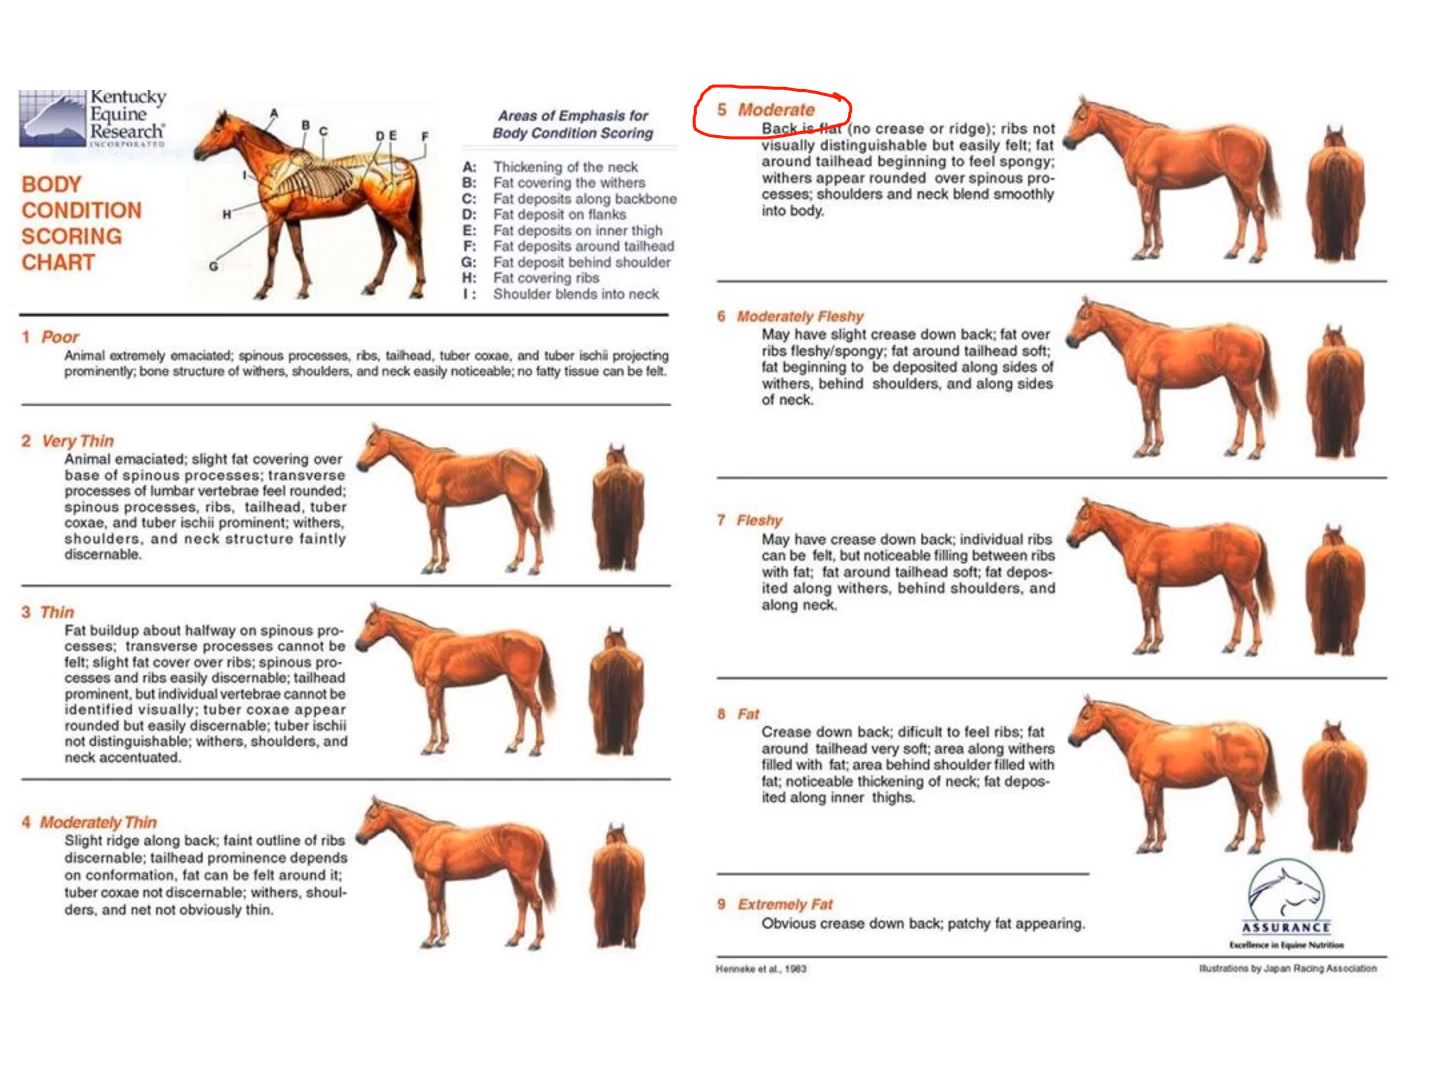 Kentucky
Equine
Research®
INCORPORATED
BODY
CONDITION
SCORING
CHART
A
B
C
D
E
F
I
H
G
Areas of Emphasis for
Body Condition Scoring
A: Thickening of the neck
B: Fat covering the withers
C: Fat deposits along backbone
D: Fat deposit on flanks
E: Fat deposits on inner thigh
F: Fat deposits around tailhead
G: Fat deposit behind shoulder
H: Fat covering ribs
I : Shoulder blends into neck
1 Poor
Animal extremely emaciated; spinous processes, ribs, tailhead, tuber coxae, and tuber ischii projecting
prominently; bone structure of withers, shoulders, and neck easily noticeable; no fatty tissue can be felt.
2 Very Thin
Animal emaciated; slight fat covering over
base of spinous processes; transverse
processes of lumbar vertebrae feel rounded;
spinous processes, ribs, tailhead, tuber
coxae, and tuber ischii prominent; withers,
shoulders, and neck structure faintly
discernable.
3 Thin
Fat buildup about halfway on spinous pro-
cesses; transverse processes cannot be
felt; slight fat cover over ribs; spinous pro-
cesses and ribs easily discernable; tailhead
prominent, but individual vertebrae cannot be
identified visually; tuber coxae appear
rounded but easily discernable; tuber ischii
not distinguishable; withers, shoulders, and
neck accentuated.
4 Moderately Thin
Slight ridge along back; faint outline of ribs
discernable; tailhead prominence depends
on conformation, fat can be felt around it;
tuber coxae not discernable; withers, shoul-
ders, and net not obviously thin.
5 Moderate
Back is flat (no crease or ridge); ribs not
visually distinguishable but easily felt; fat
around tailhead beginning to feel spongy;
withers appear rounded over spinous pro-
cesses; shoulders and neck blend smoothly
into body.
6 Moderately Fleshy
May have slight crease down back; fat over
ribs fleshy/spongy; fat around tailhead soft;
fat beginning to be deposited along sides of
withers, behind shoulders, and along sides
of neck.
7 Fleshy
May have crease down back; individual ribs
can be felt, but noticeable filling between ribs
with fat; fat around tailhead soft; fat depos-
ited along withers, behind shoulders, and
along neck.
8 Fat
Crease down back; dificult to feel ribs; fat
around tailhead very soft; area along withers
filled with fat; area behind shoulder filled with
fat; noticeable thickening of neck; fat depos-
ited along inner thighs.
9 Extremely Fat
Obvious crease down back; patchy fat appearing.
ASSURANCE
Excellence in Equine Nutrition
Henneke et al., 1983
Illustrations by Japan Racing Association